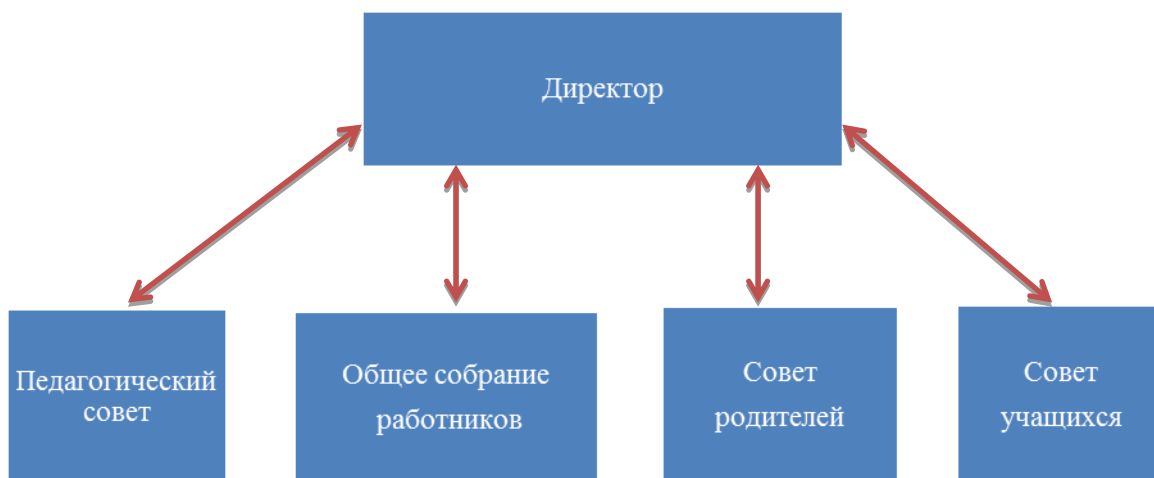 Директор
Педагогический
совет
Общее собрание
работников
Совет
родителей
Совет
учащихся